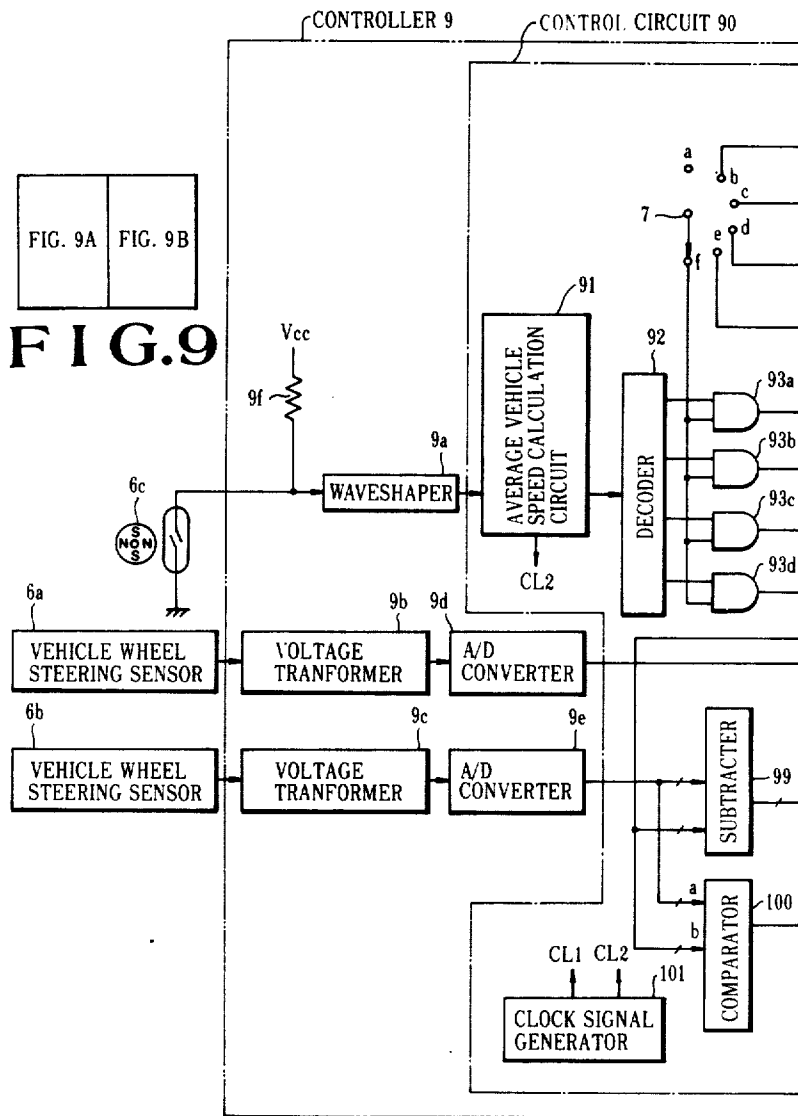 CONTROLLER 9
CONTROL CIRCUIT 90
a
b
c
7
d
e
f
FIG. 9A
FIG. 9B
FIG.9
91
92
Vcc
9f
93a
9a
93b
6c
WAVESHAPER
AVERAGE VEHICLE
SPEED CALCULATION
CIRCUIT
DECODER
93c
S
NON
S
CL2
93d
6a
9b
9d
VEHICLE WHEEL
STEERING SENSOR
VOLTAGE
TRANFORMER
A/D
CONVERTER
6b
9c
9e
VEHICLE WHEEL
STEERING SENSOR
VOLTAGE
TRANFORMER
A/D
CONVERTER
SUBTRACTER
99
a
100
b
COMPARATOR
CL1 CL2
101
CLOCK SIGNAL
GENERATOR